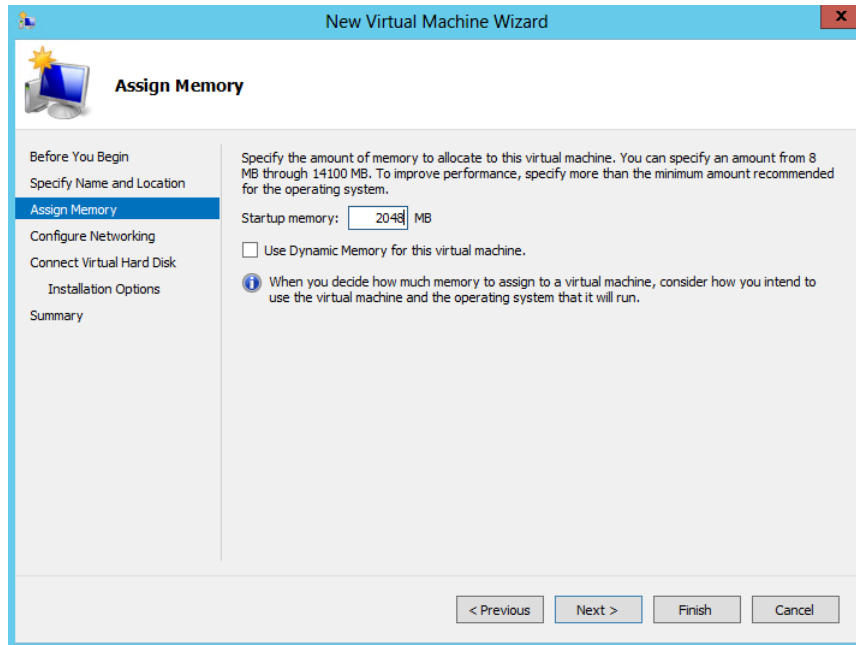 New Virtual Machine Wizard
X
Assign Memory
Before You Begin
Specify Name and Location
Assign Memory
Configure Networking
Connect Virtual Hard Disk
Installation Options
Summary
Specify the amount of memory to allocate to this virtual machine. You can specify an amount from 8
MB through 14100 MB. To improve performance, specify more than the minimum amount recommended
for the operating system.
Startup memory: 2048 MB
Use Dynamic Memory for this virtual machine.
When you decide how much memory to assign to a virtual machine, consider how you intend to
use the virtual machine and the operating system that it will run.
< Previous Next > Finish Cancel